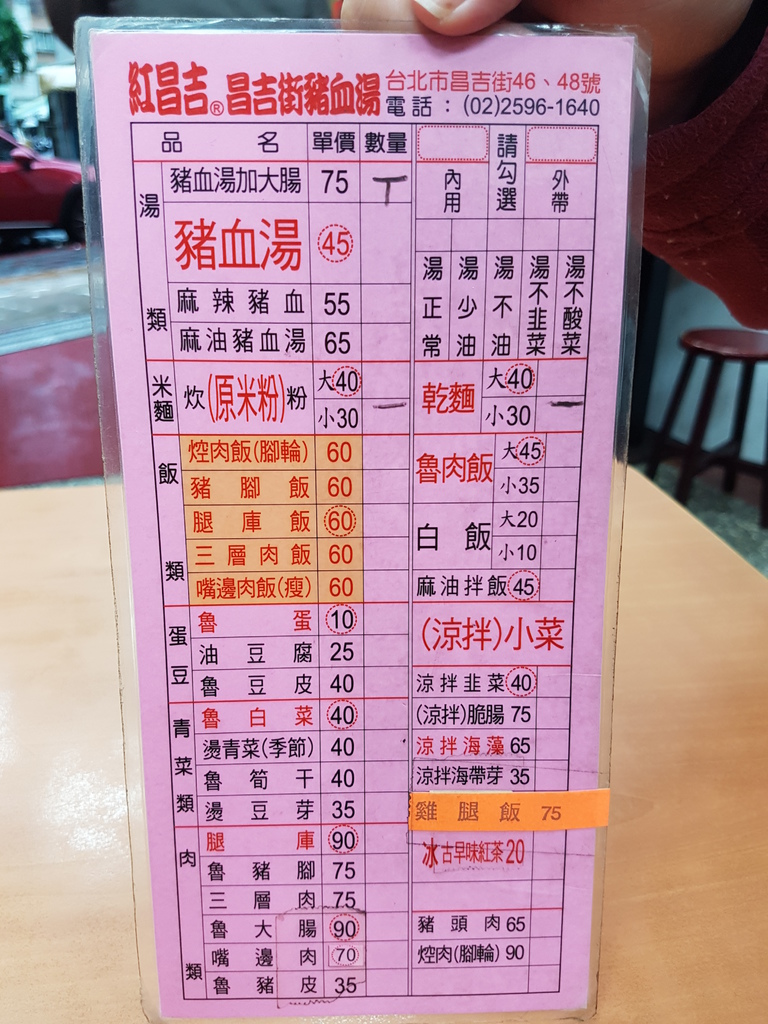 紅昌吉® 昌吉街豬血湯 台北市昌吉街46、48號
電話：(02)2596-1640
品名 單價 數量
湯類
豬血湯加大腸 75
豬血湯 45
麻辣豬血 55
麻油豬血湯 65
米麵
炊(原米粉)粉 大40
小30
飯類
焢肉飯(腳輪) 60
豬腳飯 60
腿庫飯 60
三層肉飯 60
嘴邊肉飯(瘦) 60
蛋豆
魯蛋 10
油豆腐 25
魯豆皮 40
青菜類
魯白菜 40
燙青菜(季節) 40
魯筍干 40
燙豆芽 35
肉類
腿庫 90
魯豬腳 75
三層肉 75
魯大腸 90
嘴邊肉 70
魯豬皮 35
請勾選
內用
外帶
湯正常
湯少油
湯不油
湯不韭菜
湯不酸菜
乾麵 大40
小30
魯肉飯 大45
小35
白飯 大20
小10
麻油拌飯 45
(涼拌)小菜
涼拌韭菜 40
(涼拌)脆腸 75
涼拌海藻 65
涼拌海帶芽 35
雞腿飯 75
冰古早味紅茶 20
豬頭肉 65
焢肉(腳輪) 90